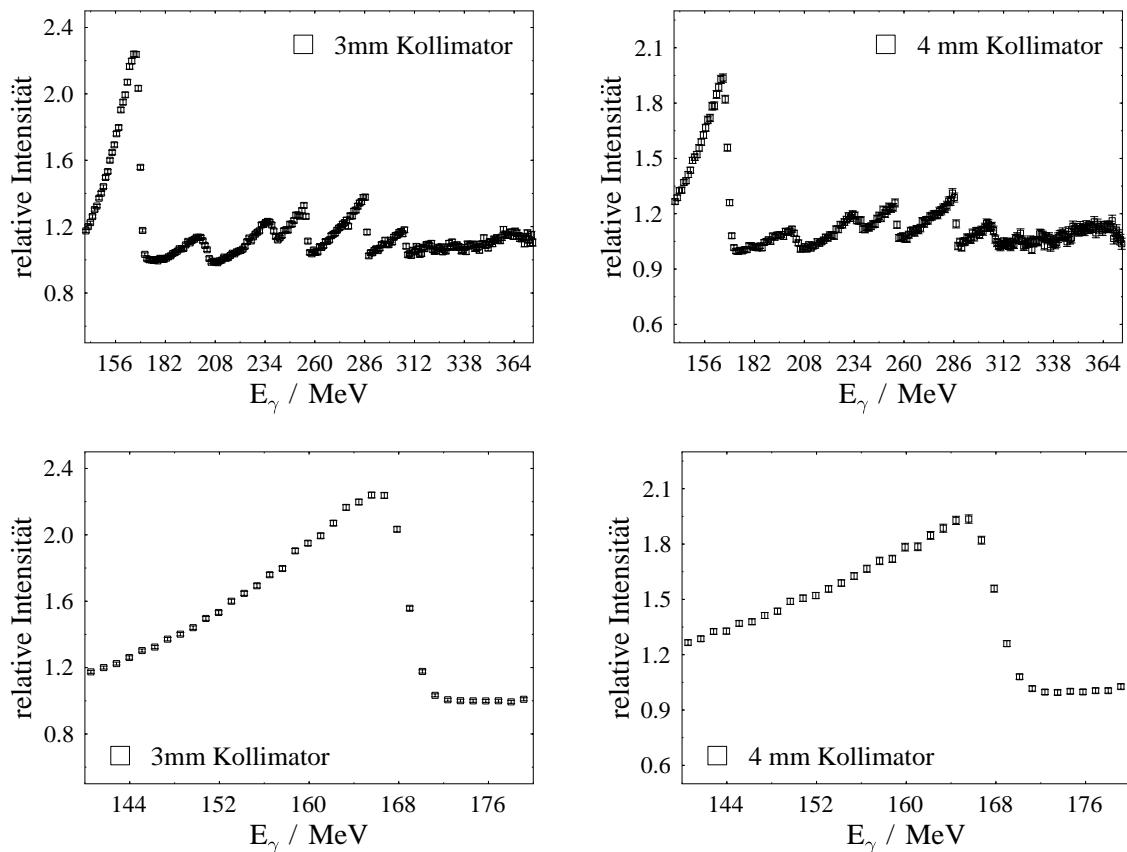 3mm Kollimator
relative Intensität
2.4
2.0
1.6
1.2
0.8
156 182 208 234 260 286 312 338 364
E_γ / MeV
4 mm Kollimator
relative Intensität
2.1
1.8
1.5
1.2
0.9
0.6
156 182 208 234 260 286 312 338 364
E_γ / MeV
3mm Kollimator
relative Intensität
2.4
2.0
1.6
1.2
0.8
144 152 160 168 176
E_γ / MeV
4 mm Kollimator
relative Intensität
2.1
1.8
1.5
1.2
0.9
0.6
144 152 160 168 176
E_γ / MeV